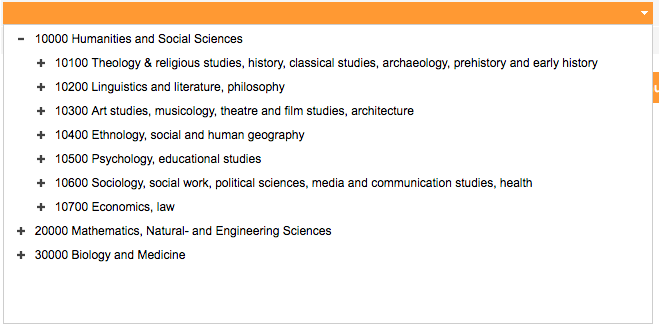 10000 Humanities and Social Sciences
10100 Theology & religious studies, history, classical studies, archaeology, prehistory and early history
10200 Linguistics and literature, philosophy
10300 Art studies, musicology, theatre and film studies, architecture
10400 Ethnology, social and human geography
10500 Psychology, educational studies
10600 Sociology, social work, political sciences, media and communication studies, health
10700 Economics, law
20000 Mathematics, Natural- and Engineering Sciences
30000 Biology and Medicine